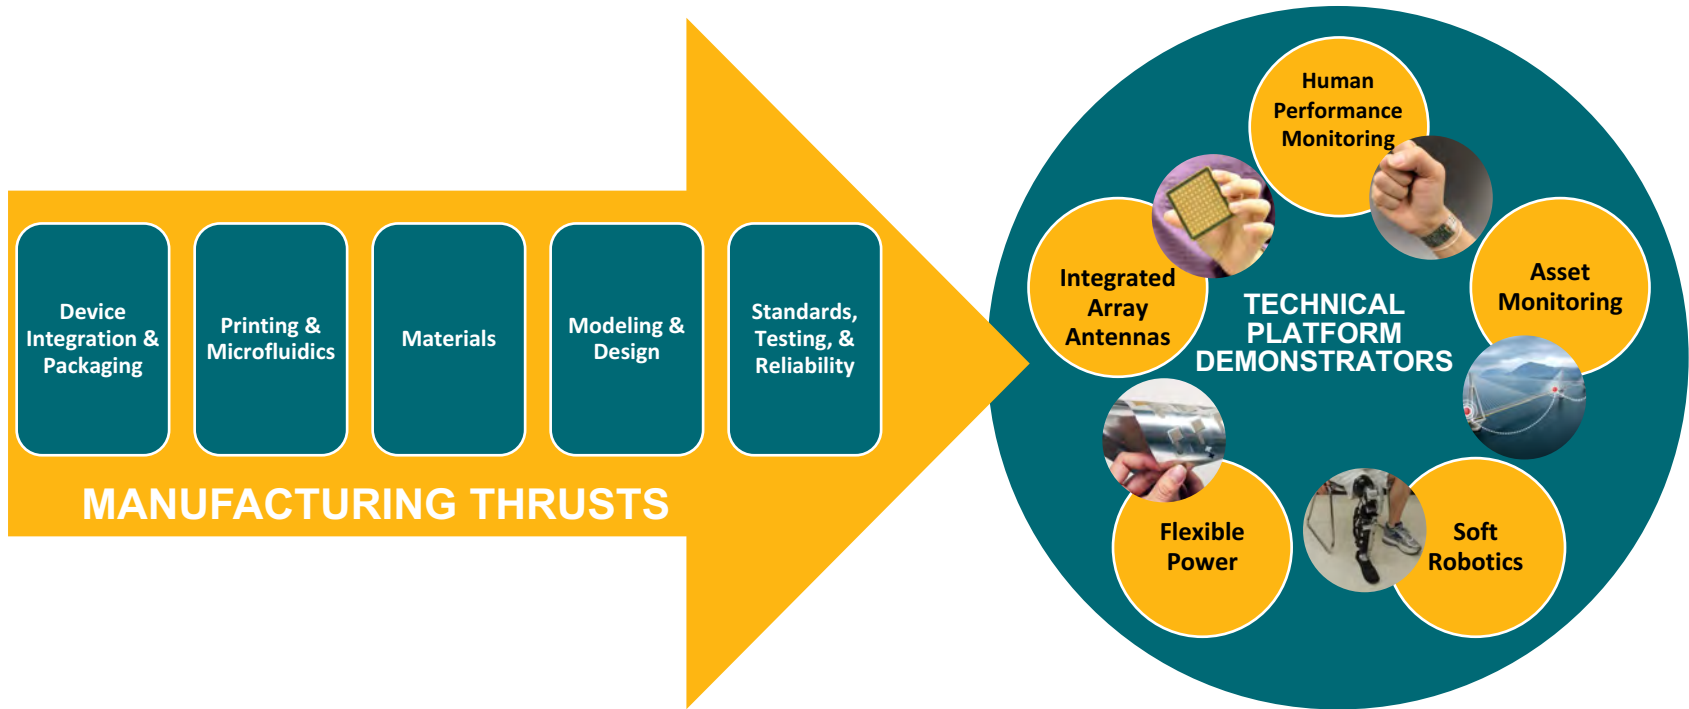 Device
Integration &
Packaging
Printing &
Microfluidics
Materials
Modeling &
Design
Standards,
Testing, &
Reliability
MANUFACTURING THRUSTS
Human
Performance
Monitoring
Integrated
Array
Antennas
TECHNICAL
PLATFORM
DEMONSTRATORS
Asset
Monitoring
Flexible
Power
Soft
Robotics